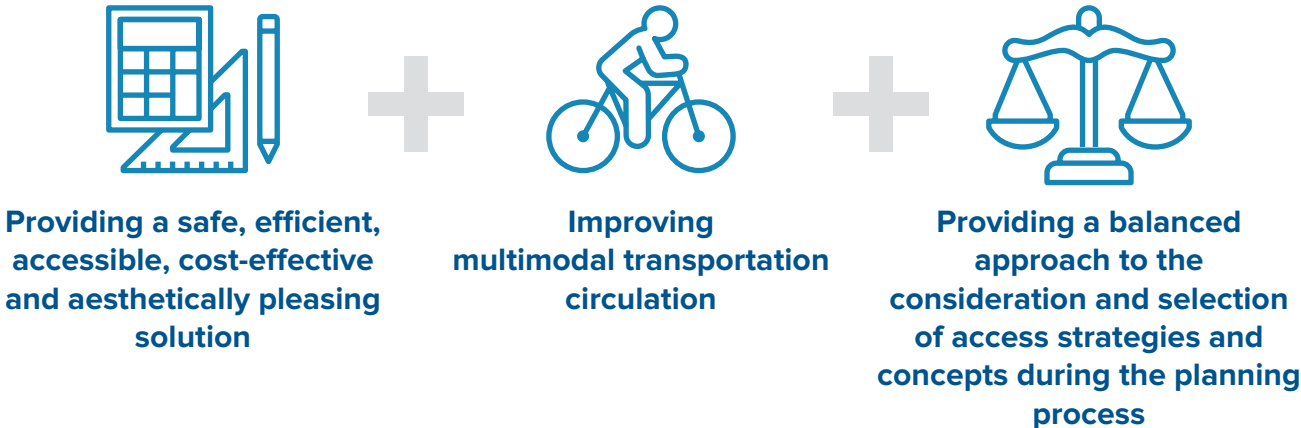 Providing a safe, efficient,
accessible, cost-effective
and aesthetically pleasing
solution
Improving
multimodal transportation
circulation
Providing a balanced
approach to the
consideration and selection
of access strategies and
concepts during the planning
process